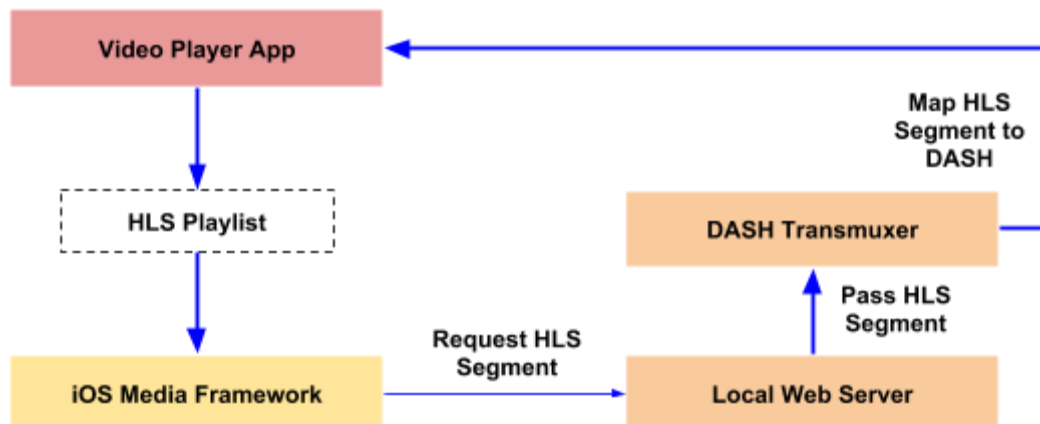 Video Player App
Map HLS
Segment to
DASH
HLS Playlist
DASH Transmuxer
Pass HLS
Segment
Request HLS
Segment
iOS Media Framework
Local Web Server